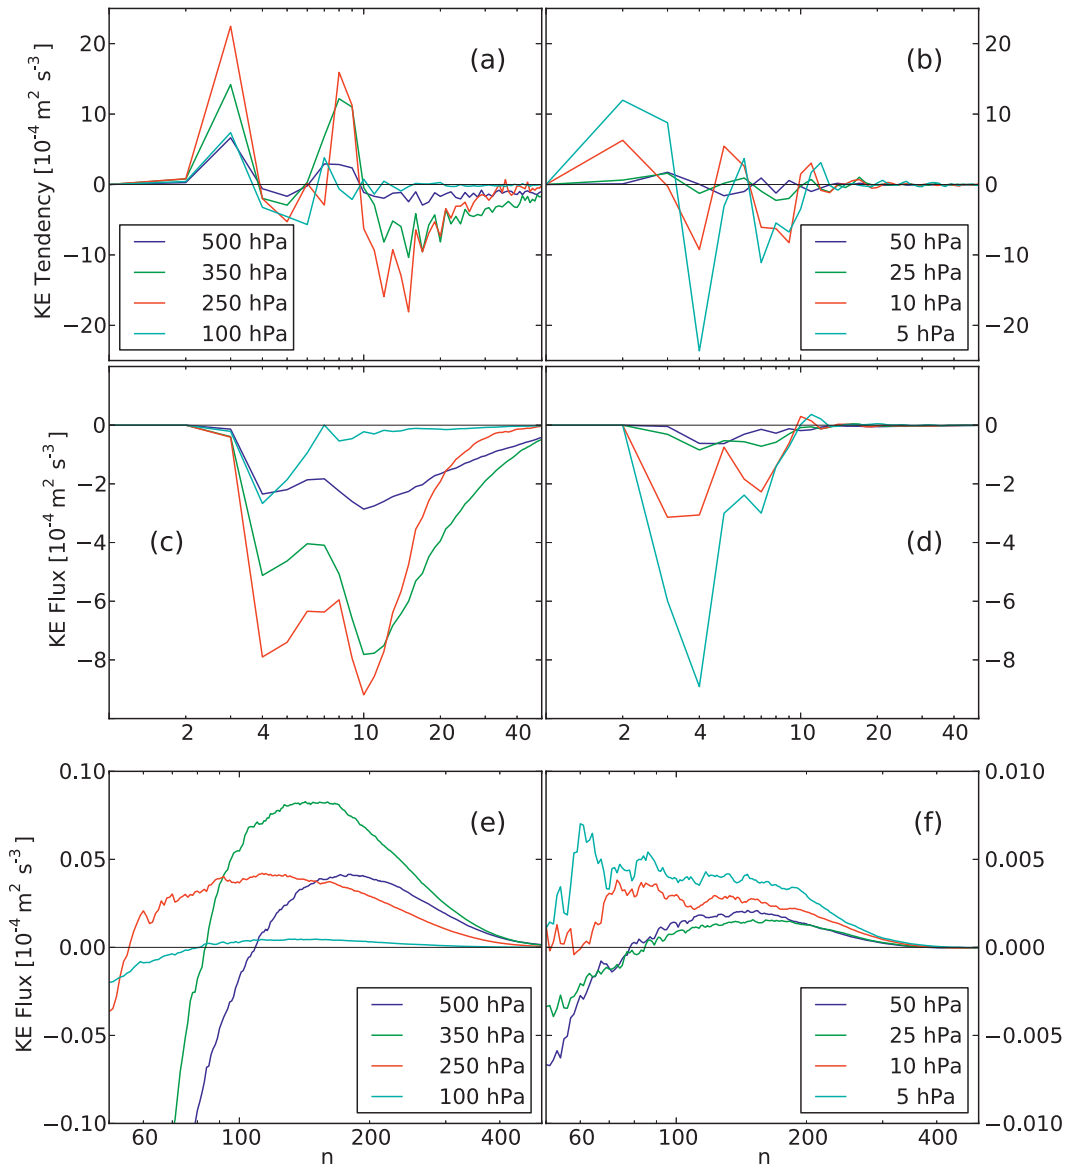 (a)
(b)
KE Tendency [10-4 m2 s-3]
20
10
0
−10
−20
500 hPa
350 hPa
250 hPa
100 hPa
50 hPa
25 hPa
10 hPa
5 hPa
20
10
0
−10
−20
KE Flux [10-4 m2 s-3]
0
−2
−4
−6
−8
(c)
(d)
0
−2
−4
−6
−8
2 4 10 20 40
2 4 10 20 40
KE Flux [10-4 m2 s-3 ]
0.10
0.05
0.00
−0.05
−0.10
(e)
(f)
500 hPa
350 hPa
250 hPa
100 hPa
50 hPa
25 hPa
10 hPa
5 hPa
0.010
0.005
0.000
−0.005
−0.010
60 100 200 400
60 100 200 400
n
n